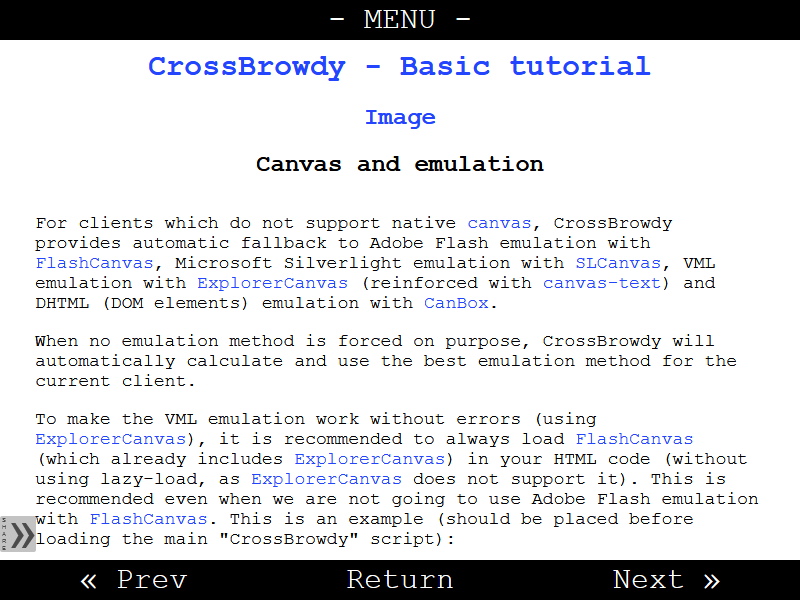 - MENU -
CrossBrowdy - Basic tutorial
Image
Canvas and emulation
For clients which do not support native canvas, CrossBrowdy
provides automatic fallback to Adobe Flash emulation with
FlashCanvas, Microsoft Silverlight emulation with SLCanvas, VML
emulation with ExplorerCanvas (reinforced with canvas-text) and
DHTML (DOM elements) emulation with CanBox.
When no emulation method is forced on purpose, CrossBrowdy will
automatically calculate and use the best emulation method for the
current client.
To make the VML emulation work without errors (using
ExplorerCanvas), it is recommended to always load FlashCanvas
(which already includes ExplorerCanvas) in your HTML code (without
using lazy-load, as ExplorerCanvas does not support it). This is
recommended even when we are not going to use Adobe Flash emulation
with FlashCanvas. This is an example (should be placed before
loading the main "CrossBrowdy" script):
SHARE »
« Prev Return Next »